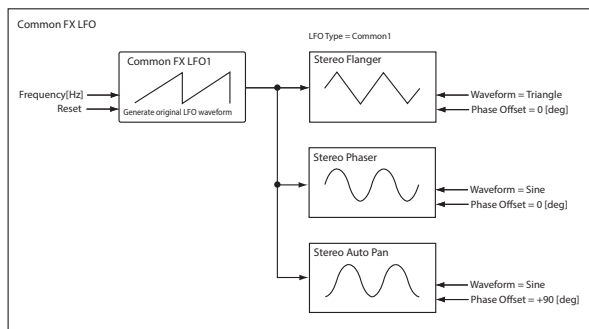 Common FX LFO
LFO Type = Common1
Common FX LFO1
Stereo Flanger
Frequency[Hz]
Reset
Generate original LFO waveform
Waveform = Triangle
Phase Offset = 0 [deg]
Stereo Phaser
Waveform = Sine
Phase Offset = 0 [deg]
Stereo Auto Pan
Waveform = Sine
Phase Offset = +90 [deg]